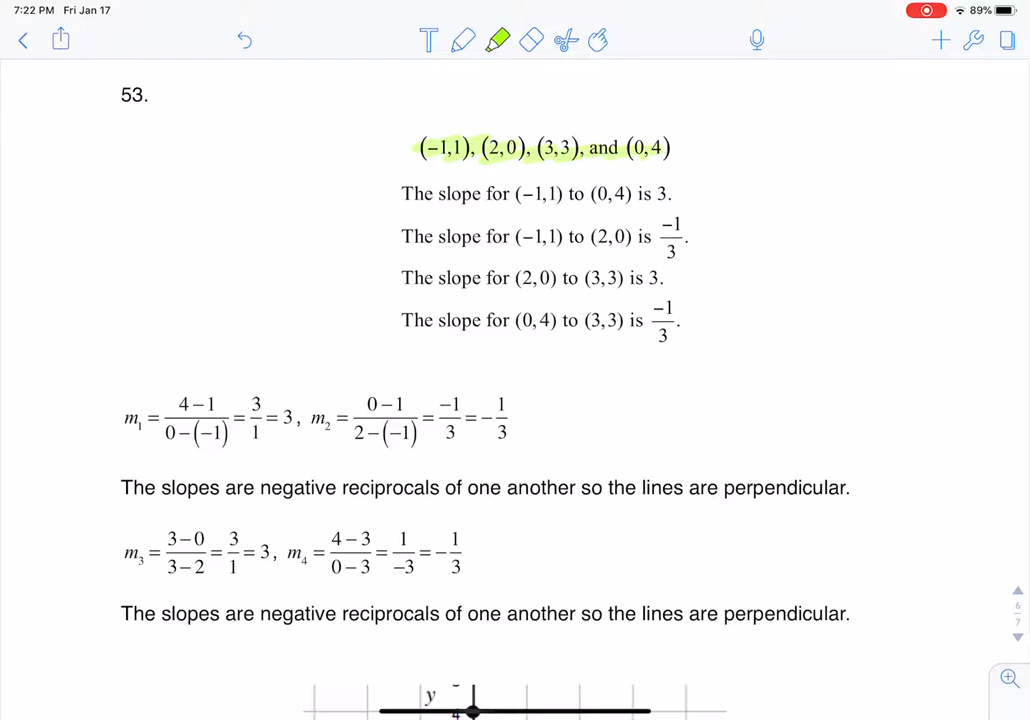 7:22 PM Fri Jan 17
89%
T
53.
(−1,1), (2,0), (3,3), and (0,4)
The slope for (−1,1) to (0,4) is 3.
The slope for (−1,1) to (2,0) is −1/3.
The slope for (2,0) to (3,3) is 3.
The slope for (0,4) to (3,3) is −1/3.
m₁ = (4−1)/(0−(−1)) = 3/1 = 3, m₂ = (0−1)/(2−(−1)) = −1/3 = −1/3
The slopes are negative reciprocals of one another so the lines are perpendicular.
m₃ = (3−0)/(3−2) = 3/1 = 3, m₄ = (4−3)/(0−3) = 1/−3 = −1/3
The slopes are negative reciprocals of one another so the lines are perpendicular.
6
7
y
4